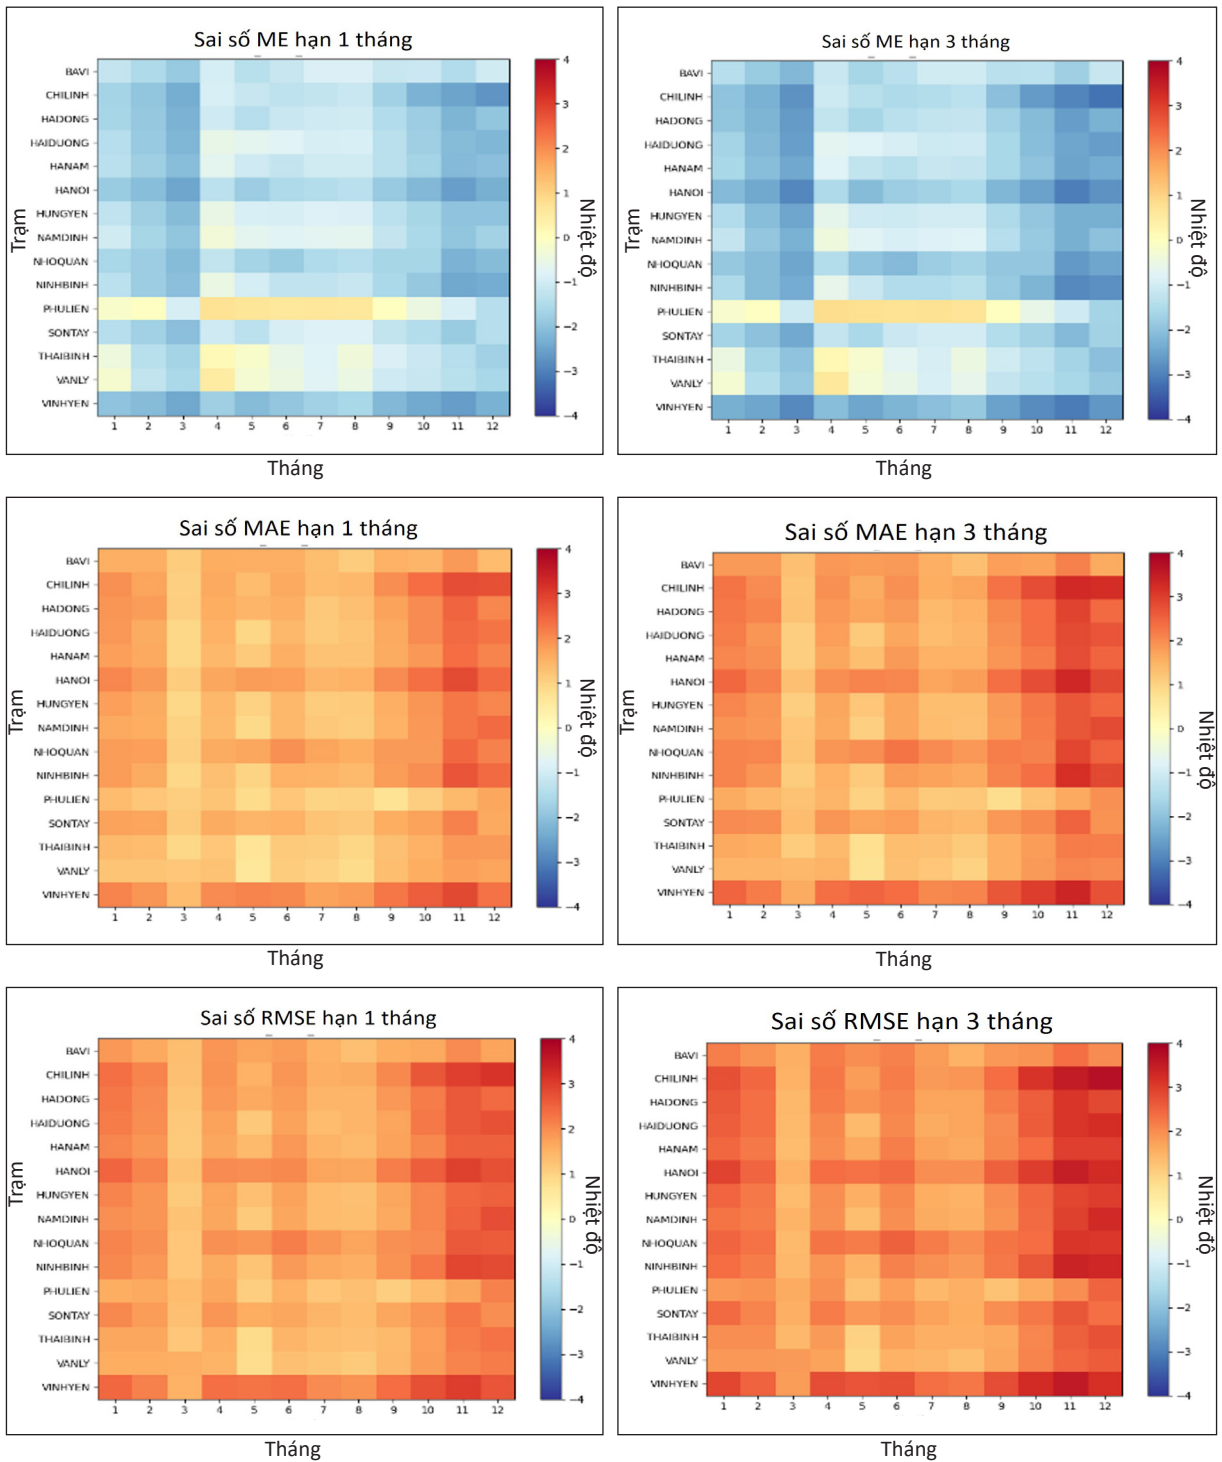 Sai số ME hạn 1 tháng
BAVI
CHILINH
HADONG
HAIDUONG
HANAM
HANOI
HUNGYEN
NAMDINH
NHOQUAN
NINHBINH
PHULIEN
SONTAY
THAIBINH
VANLY
VINHYEN
1 2 3 4 5 6 7 8 9 10 11 12
4
3
2
1
0
−1
−2
−3
−4
Trạm
Nhiệt độ
Tháng
Sai số ME hạn 3 tháng
BAVI
CHILINH
HADONG
HAIDUONG
HANAM
HANOI
HUNGYEN
NAMDINH
NHOQUAN
NINHBINH
PHULIEN
SONTAY
THAIBINH
VANLY
VINHYEN
1 2 3 4 5 6 7 8 9 10 11 12
4
3
2
1
0
−1
−2
−3
−4
Trạm
Nhiệt độ
Tháng
Sai số MAE hạn 1 tháng
BAVI
CHILINH
HADONG
HAIDUONG
HANAM
HANOI
HUNGYEN
NAMDINH
NHOQUAN
NINHBINH
PHULIEN
SONTAY
THAIBINH
VANLY
VINHYEN
1 2 3 4 5 6 7 8 9 10 11 12
4
3
2
1
0
−1
−2
−3
−4
Trạm
Nhiệt độ
Tháng
Sai số MAE hạn 3 tháng
BAVI
CHILINH
HADONG
HAIDUONG
HANAM
HANOI
HUNGYEN
NAMDINH
NHOQUAN
NINHBINH
PHULIEN
SONTAY
THAIBINH
VANLY
VINHYEN
1 2 3 4 5 6 7 8 9 10 11 12
4
3
2
1
0
−1
−2
−3
−4
Trạm
Nhiệt độ
Tháng
Sai số RMSE hạn 1 tháng
BAVI
CHILINH
HADONG
HAIDUONG
HANAM
HANOI
HUNGYEN
NAMDINH
NHOQUAN
NINHBINH
PHULIEN
SONTAY
THAIBINH
VANLY
VINHYEN
1 2 3 4 5 6 7 8 9 10 11 12
4
3
2
1
0
−1
−2
−3
−4
Trạm
Nhiệt độ
Tháng
Sai số RMSE hạn 3 tháng
BAVI
CHILINH
HADONG
HAIDUONG
HANAM
HANOI
HUNGYEN
NAMDINH
NHOQUAN
NINHBINH
PHULIEN
SONTAY
THAIBINH
VANLY
VINHYEN
1 2 3 4 5 6 7 8 9 10 11 12
4
3
2
1
0
−1
−2
−3
−4
Tháng